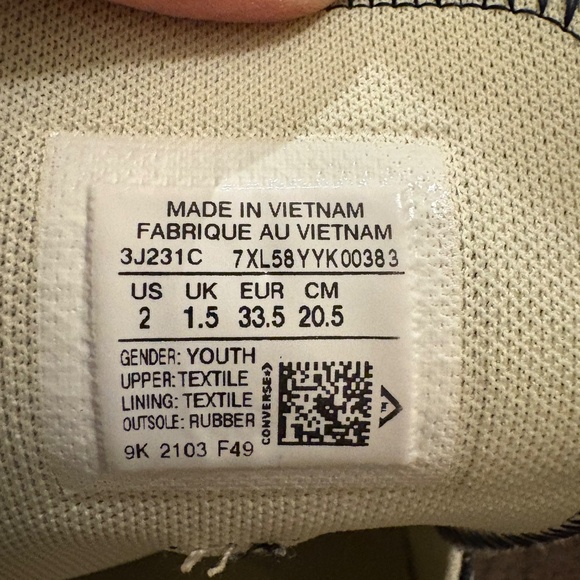 MADE IN VIETNAM
FABRIQUE AU VIETNAM
3J231C 7XL58YYK00383
US UK EUR CM
2 1.5 33.5 20.5
GENDER: YOUTH
UPPER: TEXTILE
LINING: TEXTILE
OUTSOLE: RUBBER
9K 2103 F49
CONVERSE